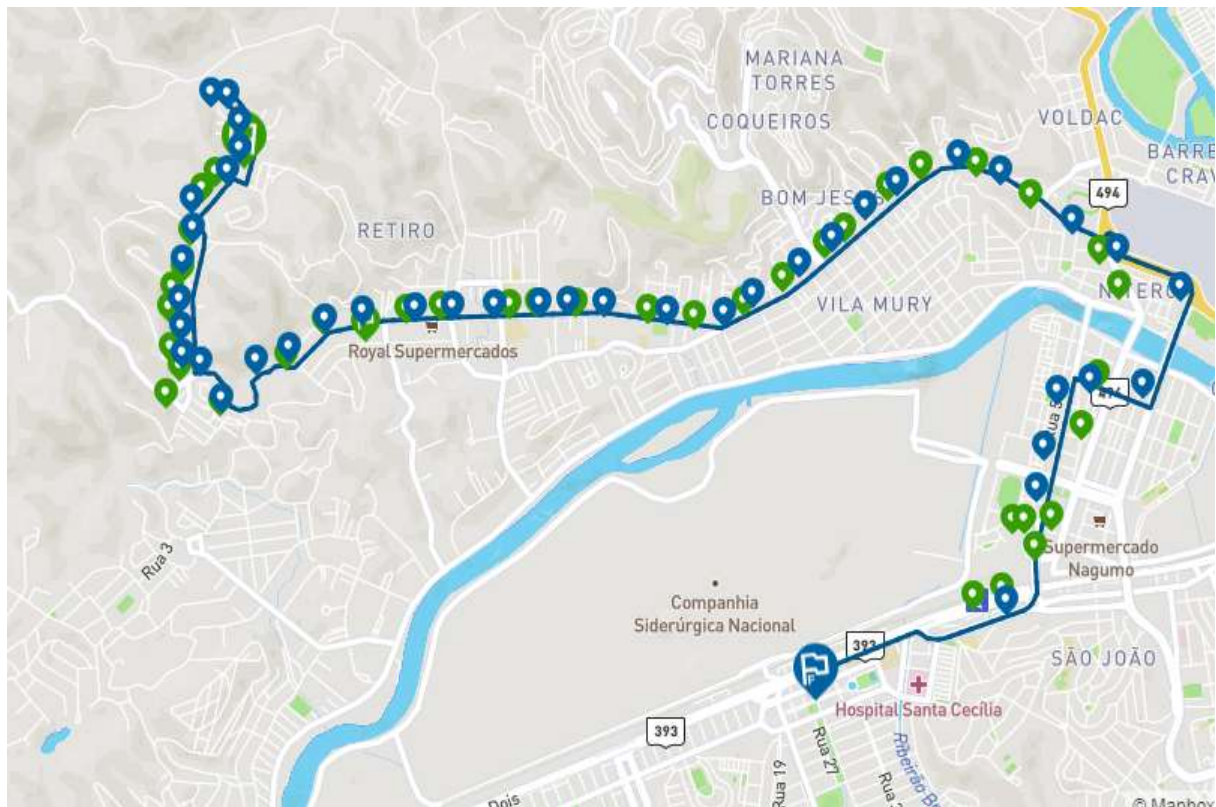 MARIANA
TORRES
VOLDAC
COQUEIROS
BARRE
CRAV
494
BOM JESUS
RETIRO
VILA MURY
Royal Supermercados
Rua 3
Supermercado
Nagumo
Companhia
Siderúrgica Nacional
393
SÃO JOÃO
Hospital Santa Cecília
393
Rua 19
Rua 27
Dois
© Mapbox